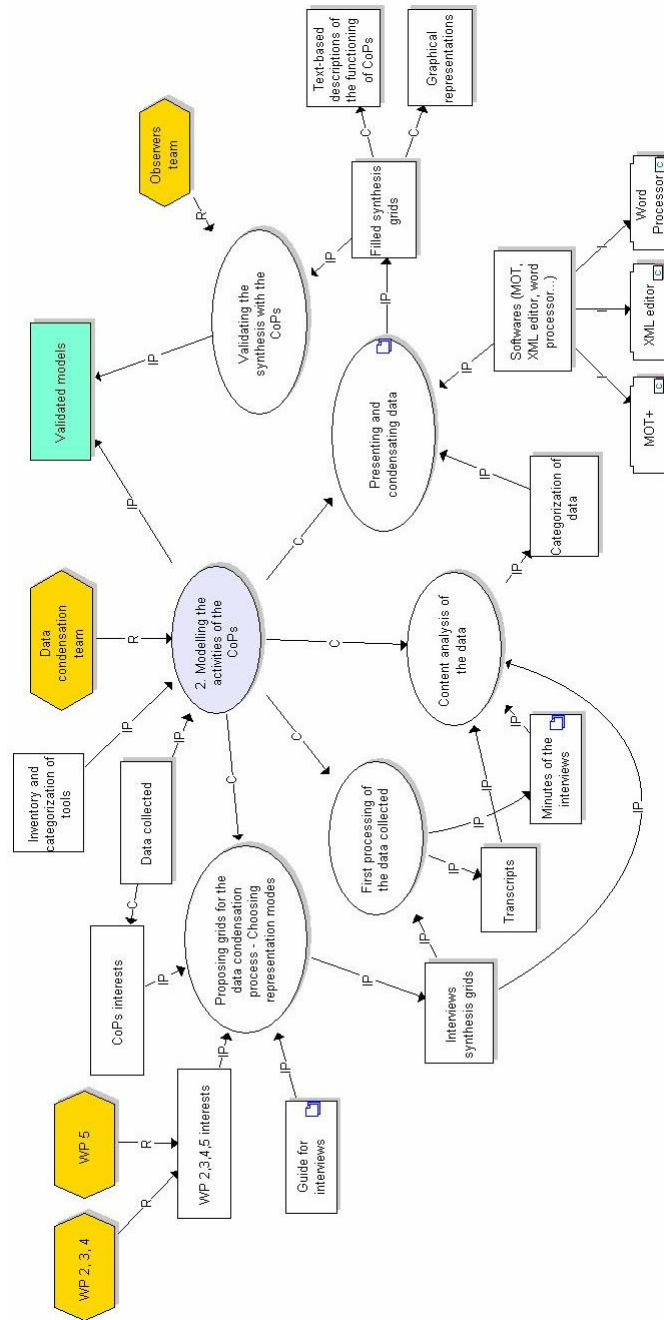 WP 2, 3, 4
WP 5
Inventory and
categorization of
tools
Data
condensation
team
Validated models
Observers
team
R
R
CoPs interests
C
Data collected
IP
R
IP
IP
R
WP 2,3,4,5 interests
IP
IP
IP
2. Modelling the
activities of the
CoPs
Validating the
synthesis with the
CoPs
IP
Proposing grids for the
data condensation
process - Choosing
representation modes
C
C
C
C
IP
Text-based
descriptions of
the functioning
of CoPs
C
Guide for
interviews
IP
First processing of
the data collected
Presenting and
condensating data
IP
Filled synthesis
grids
C
Graphical
representations
IP
Interviews
synthesis grids
IP
IP
IP
Content analysis of
the data
IP
IP
Softwares (MOT,
XML editor, word
processor...)
Transcripts
IP
Minutes of the
interviews
IP
IP
Categorization of
data
I
I
I
IP
MOT+
C
XML editor
C
Word
Processor
C